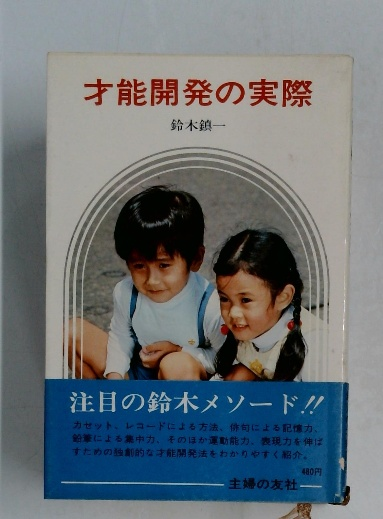 才能開発の実際
鈴木鎮一
注目の鈴木メソード!!
カセット、レコードによる方法、俳句による記憶力、
鉛筆による集中力、そのほか運動能力、表現力を伸ば
すための独創的な才能開発法をわかりやすく紹介。
460円
主婦の友社